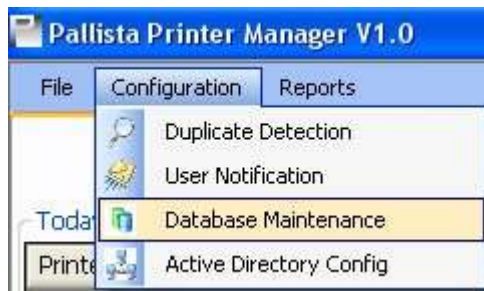 Pallista Printer Manager V1.0
File Configuration Reports
Duplicate Detection
User Notification
Database Maintenance
Active Directory Config